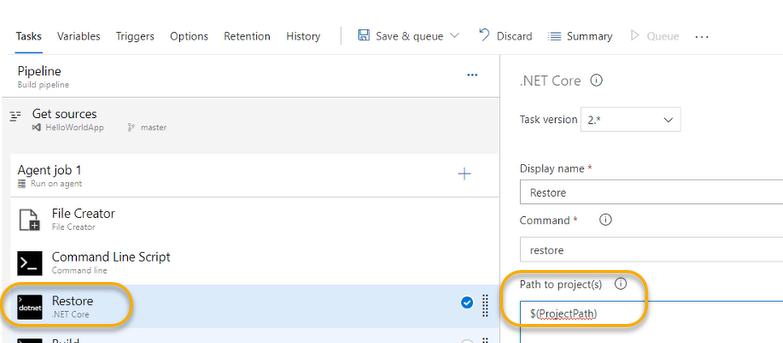 Tasks Variables Triggers Options Retention History Save & queue Discard Summary Queue ...
Pipeline
Build pipeline
...
Get sources
HelloWorldApp master
Agent job 1
Run on agent
File Creator
File Creator
Command Line Script
Command line
dotnet
Restore
.NET Core
Build
.NET Core
Task version 2.*
Display name *
Restore
Command *
restore
Path to project(s)
$(ProjectPath)